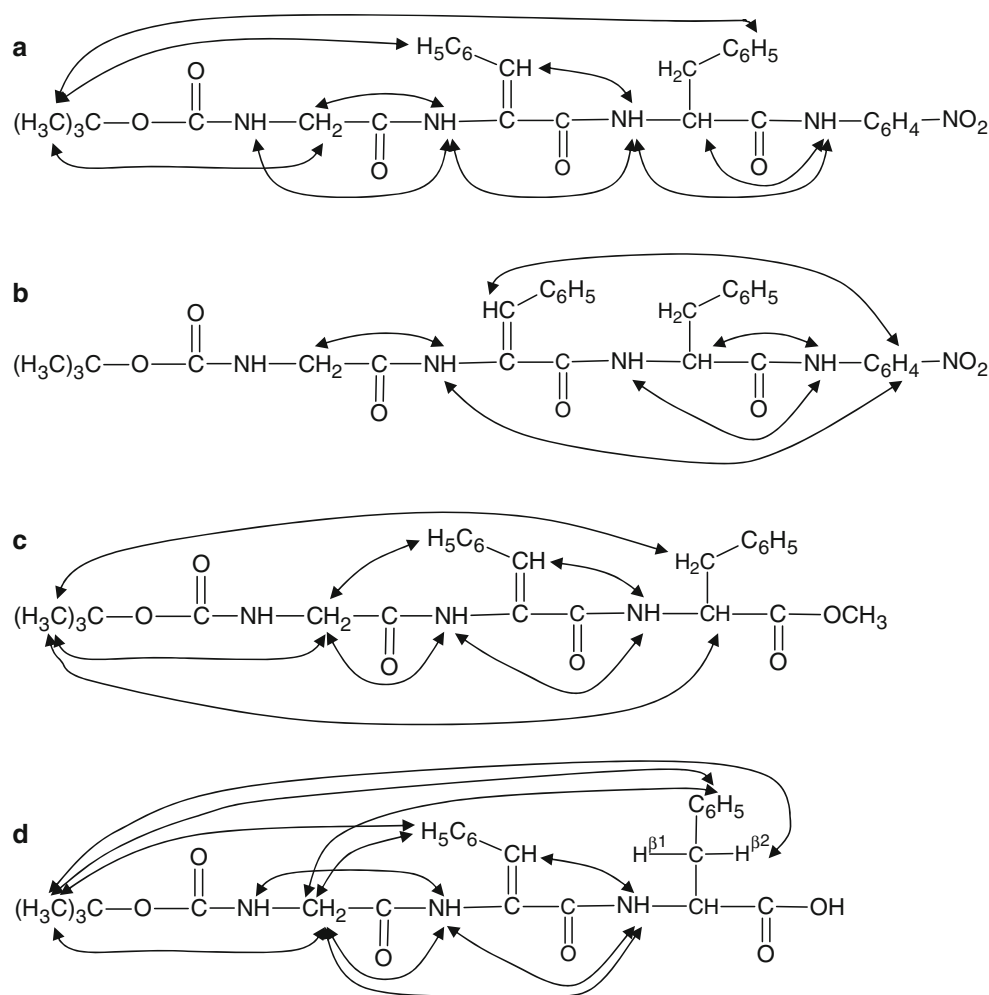 a
H₅C₆
CH
H₂C
C₆H₅
O
(H3C)₃C—O—C—NH—CH₂—C—NH—C—C—NH—CH—C—NH—C₆H₄—NO₂
O
O
O
b
HC
C₆H₅
H₂C
C₆H₅
O
(H3C)₃C—O—C—NH—CH₂—C—NH—C—C—NH—CH—C—NH—C₆H₄—NO₂
O
O
O
c
H₅C₆
CH
H₂C
C₆H₅
O
(H3C)₃C—O—C—NH—CH₂—C—NH—C—C—NH—CH—C—OCH₃
O
O
O
d
C₆H₅
H₅C₆
CH
H^β1—C—H^β2
O
(H3C)₃C—O—C—NH—CH₂—C—NH—C—C—NH—CH—C—OH
O
O
O